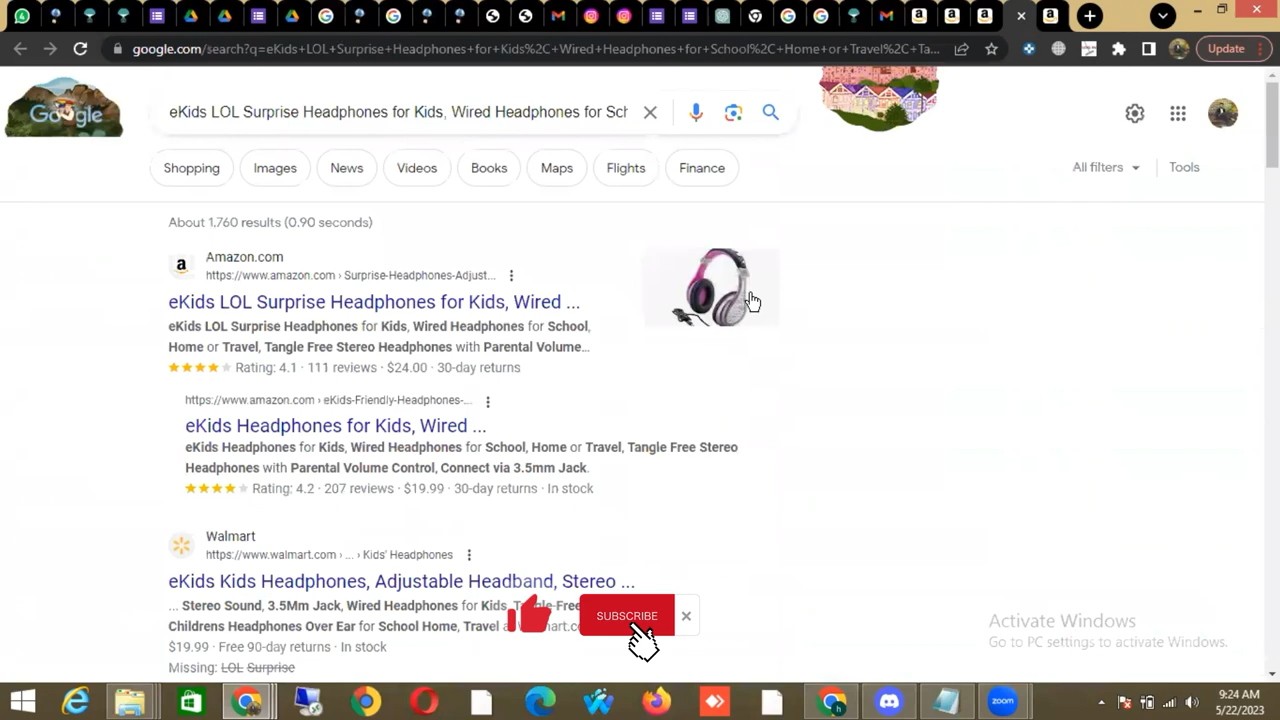 google.com/search?q=eKids+LOL+Surprise+Headphones+for+Kids%2C+Wired+Headphones+for+School%2C+Home+or+Travel%2C+Ta...
Update
Google
eKids LOL Surprise Headphones for Kids, Wired Headphones for Sch
Shopping
Images
News
Videos
Books
Maps
Flights
Finance
All filters
Tools
About 1,760 results (0.90 seconds)
Amazon.com
https://www.amazon.com › Surprise-Headphones-Adjust...
eKids LOL Surprise Headphones for Kids, Wired ...
eKids LOL Surprise Headphones for Kids, Wired Headphones for School,
Home or Travel, Tangle Free Stereo Headphones with Parental Volume...
Rating: 4.1 · 111 reviews · $24.00 · 30-day returns
https://www.amazon.com › eKids-Friendly-Headphones-...
eKids Headphones for Kids, Wired ...
eKids Headphones for Kids, Wired Headphones for School, Home or Travel, Tangle Free Stereo
Headphones with Parental Volume Control, Connect via 3.5mm Jack.
Rating: 4.2 · 207 reviews · $19.99 · 30-day returns · In stock
Walmart
https://www.walmart.com › ... › Kids' Headphones
eKids Kids Headphones, Adjustable Headband, Stereo ...
... Stereo Sound, 3.5Mm Jack, Wired Headphones for Kids, Tangle-Free
Childrens Headphones Over Ear for School Home, Travel
SUBSCRIBE
$19.99 · Free 90-day returns · In stock
Missing: LOL Surprise
Activate Windows
Go to PC settings to activate Windows.
9:24 AM
5/22/2023